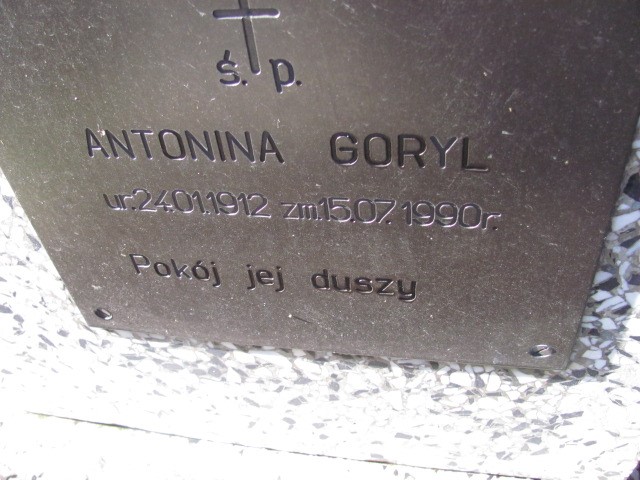 ś. p.
ANTONINA GORYL
ur.24.01.1912 zm.15.07.1990r.
Pokój jej duszy